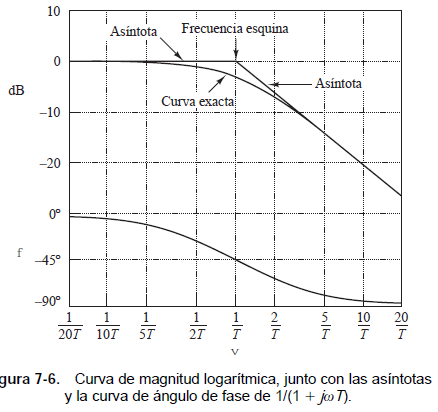 10
Asíntota
Frecuencia esquina
0
dB
Asíntota
Curva exacta
–10
–20
0°
f
–45°
–90°
1/20T 1/10T 1/5T 1/2T 1/T 2/T 5/T 10/T 20/T
v
gura 7-6. Curva de magnitud logarítmica, junto con las asíntotas
y la curva de ángulo de fase de 1/(1 + jωT).